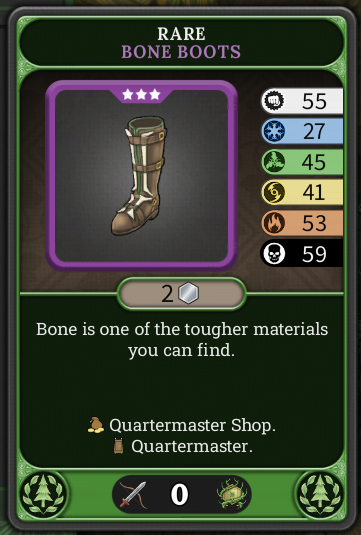 RARE
BONE BOOTS
55
27
45
41
53
59
2
Bone is one of the tougher materials
you can find.
Quartermaster Shop.
Quartermaster.
0